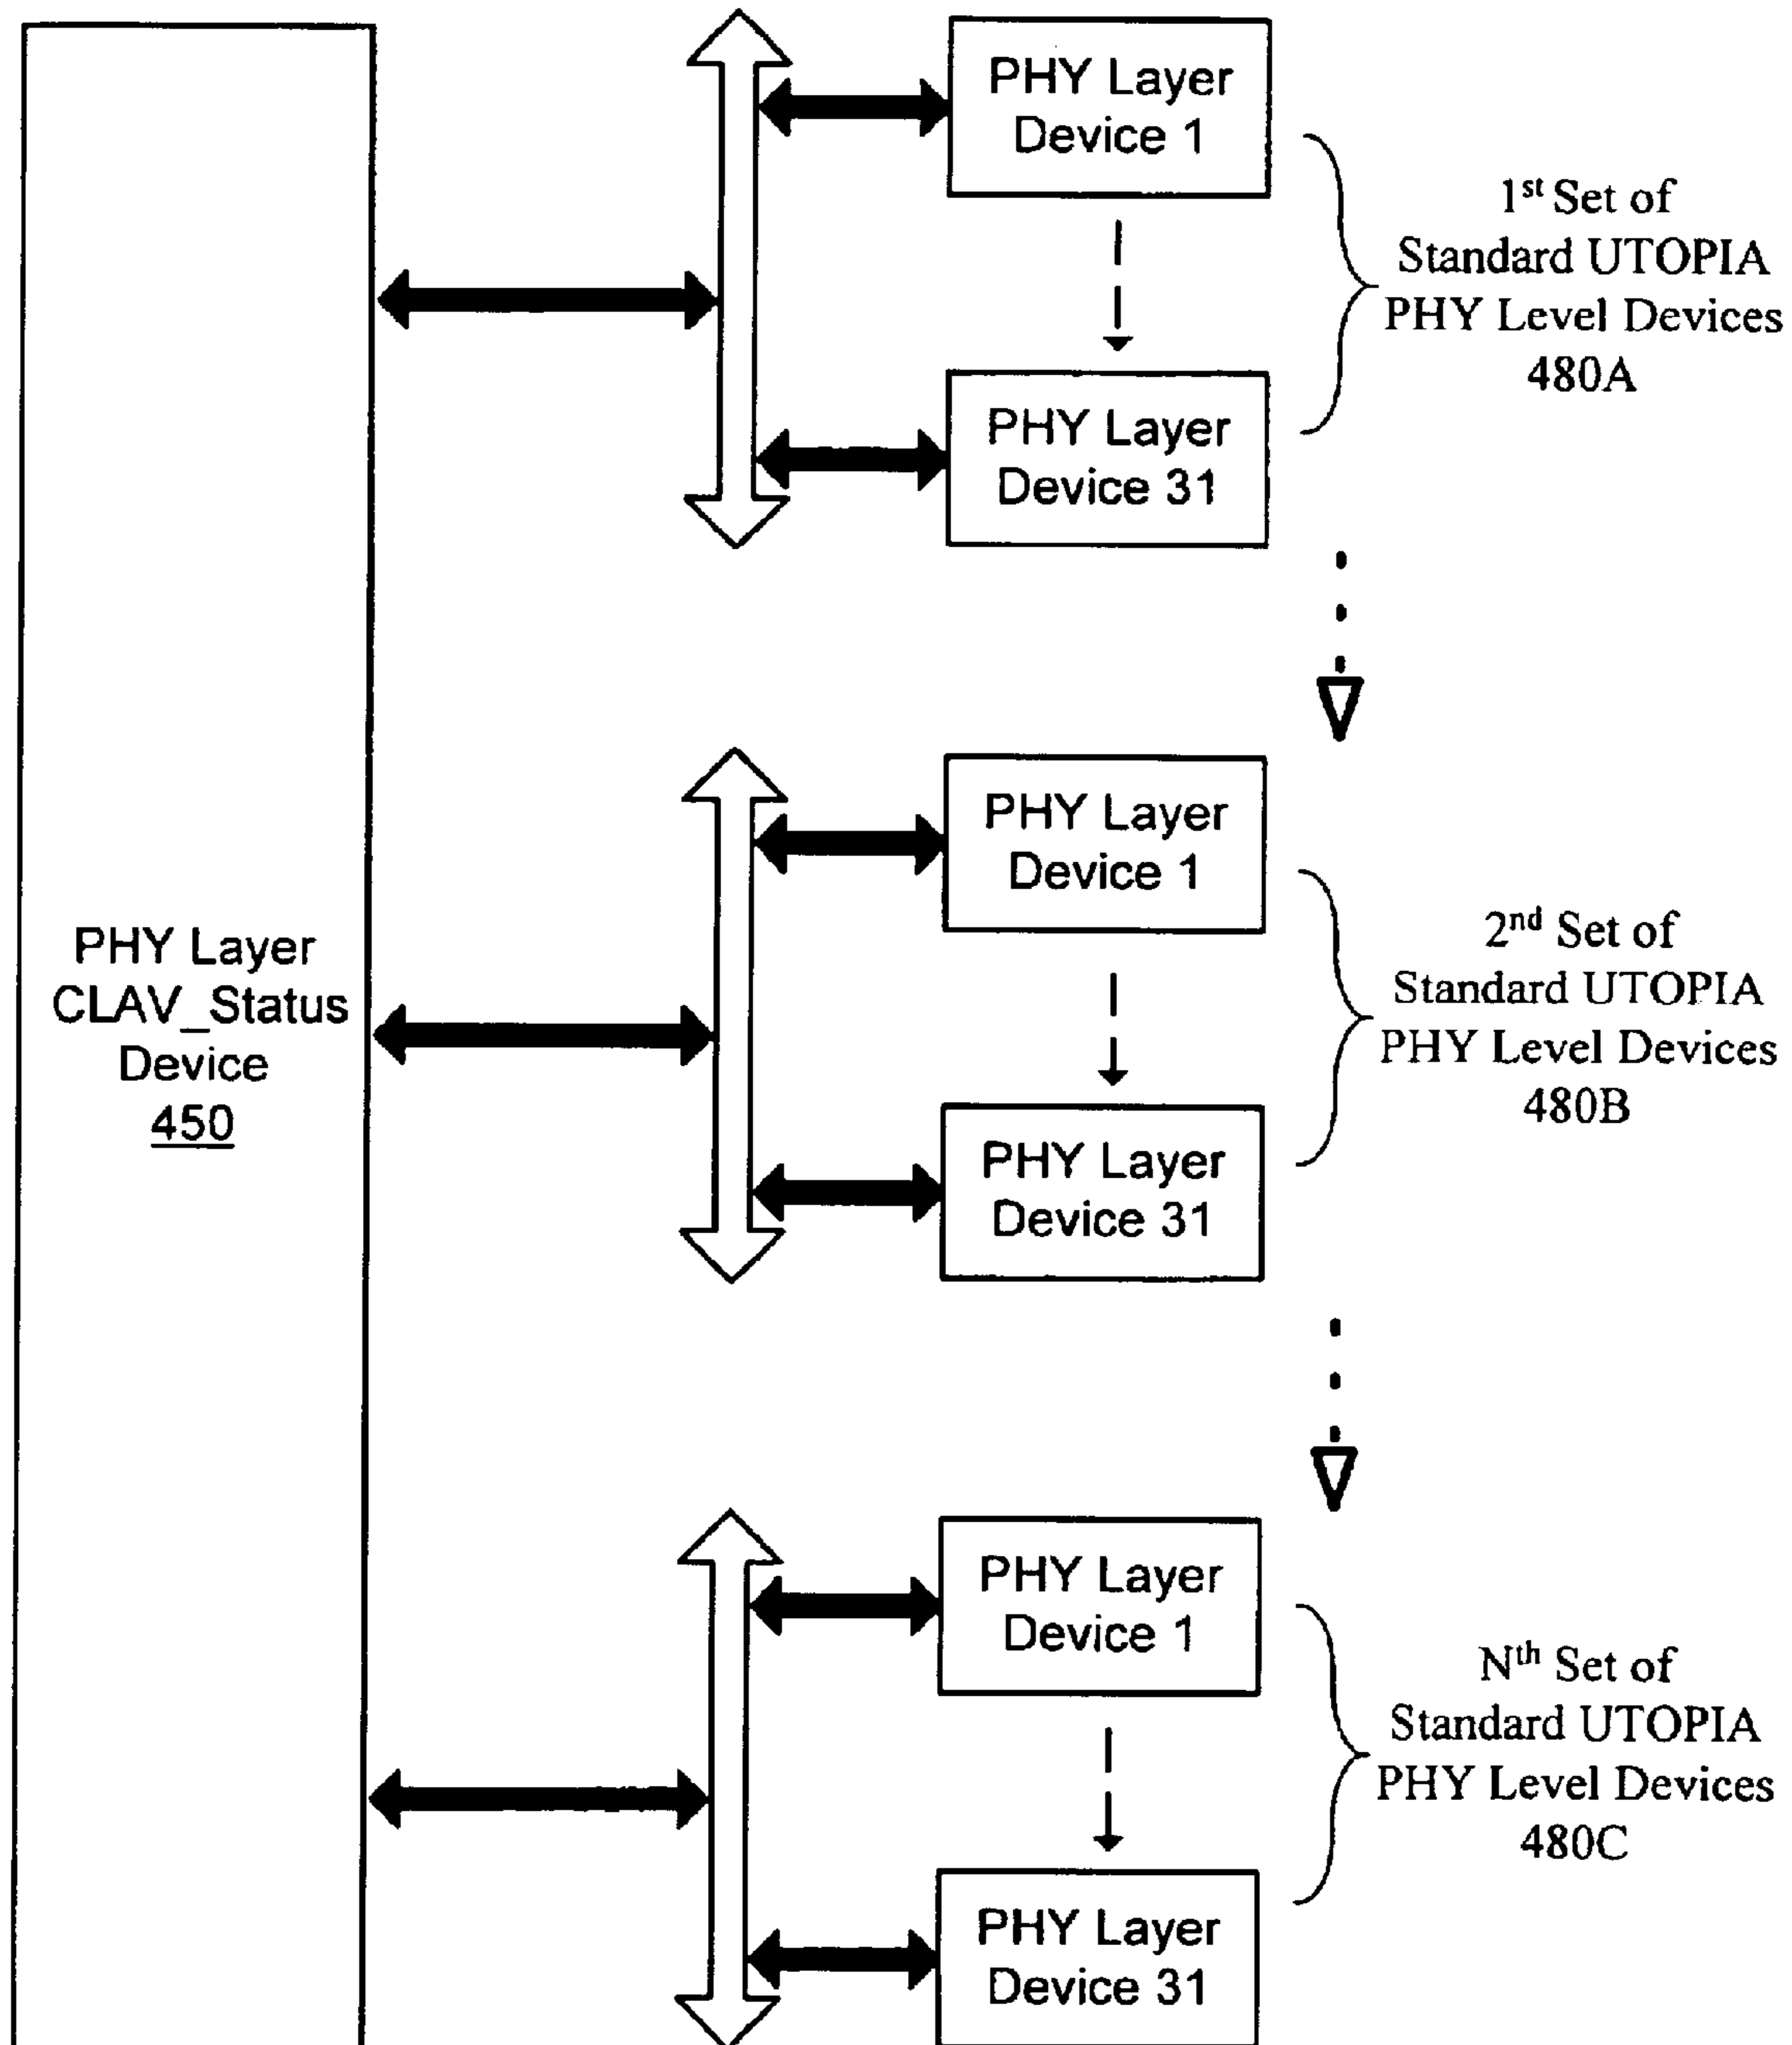 PHY Layer
Device 1
1st Set of
Standard UTOPIA
PHY Level Devices
480A
PHY Layer
Device 31
PHY Layer
CLAV_Status
Device
450
PHY Layer
Device 1
2nd Set of
Standard UTOPIA
PHY Level Devices
480B
PHY Layer
Device 31
PHY Layer
Device 1
Nth Set of
Standard UTOPIA
PHY Level Devices
480C
PHY Layer
Device 31